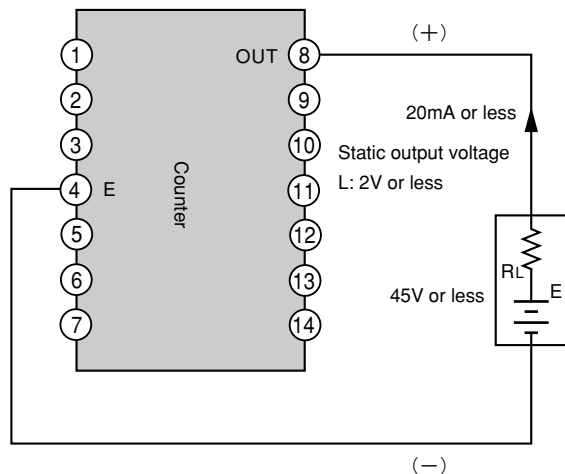 (+)
1
OUT 8
2
9
20mA or less
3
10
Static output voltage
4 E
11
L: 2V or less
Counter
5
12
6
13
RL
E
45V or less
7
14
(−)